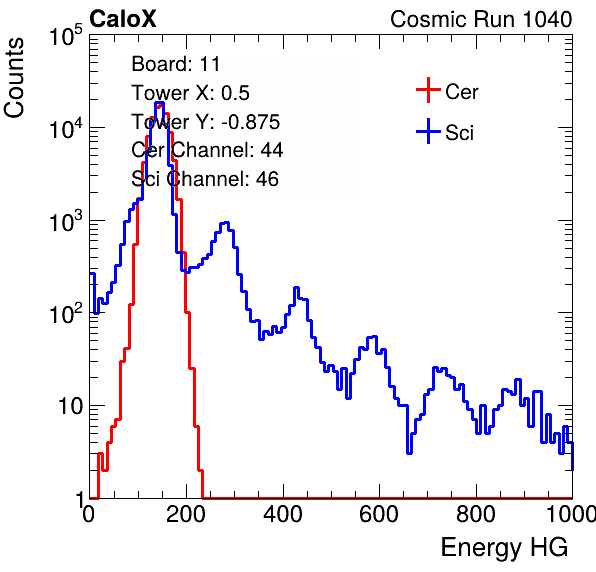 CaloX Cosmic Run 1040
Counts
Board: 11
Tower X: 0.5
Tower Y: -0.875
Cer Channel: 44
Sci Channel: 46
Cer
Sci
10^5
10^4
10^3
10^2
10
1
0 200 400 600 800 1000
Energy HG